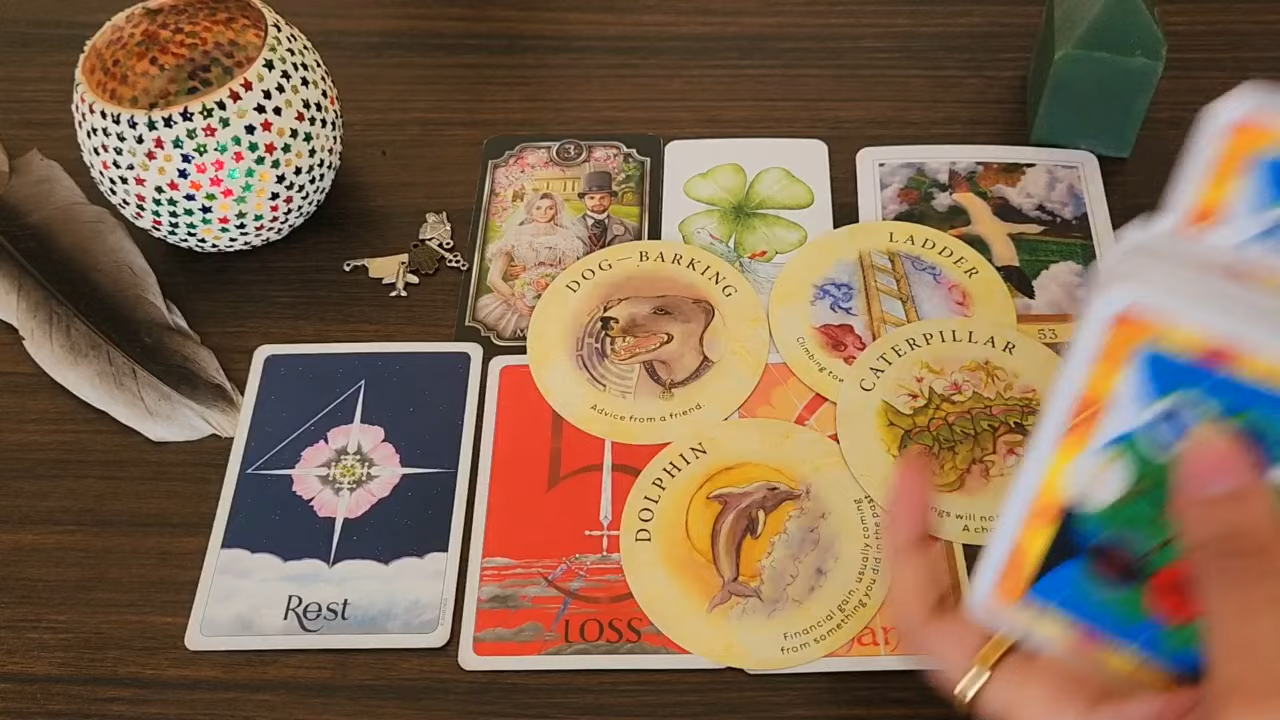 3
DOG—BARKING
Advice from a friend.
LADDER
53
CATERPILLAR
A
Rest
5
LOSS
DOLPHIN
Financial gain, usually coming
from something you did in the past